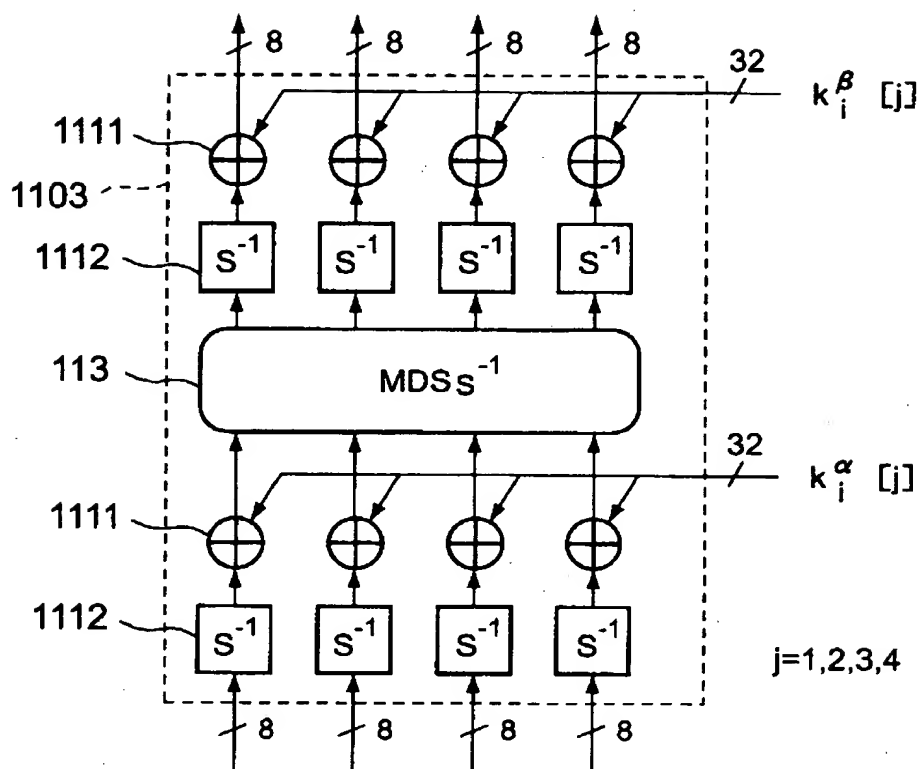 8 8 8 8
32
k_i^β [j]
1111
1103
1112
S⁻¹ S⁻¹ S⁻¹ S⁻¹
113
MDS_S⁻¹
32
k_i^α [j]
1111
1112
S⁻¹ S⁻¹ S⁻¹ S⁻¹
j=1,2,3,4
8 8 8 8